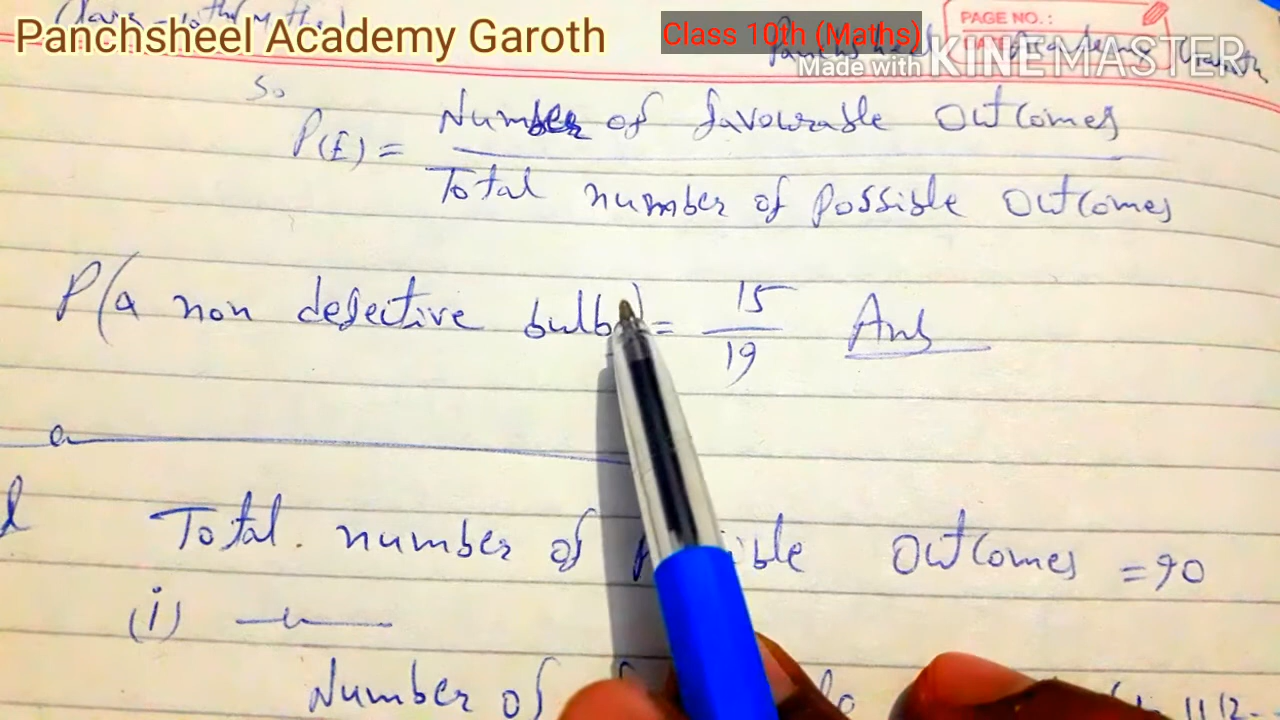 Panchsheel Academy Garoth
Class 10th (Maths)
PAGE NO.:
Made with KINEMASTER
So
P(E) = Number of favourable outcomes
Total number of possible outcomes
P(a non defective bulb) = 15/19 Ans
Total number of possible outcomes = 90
(i)
Number of